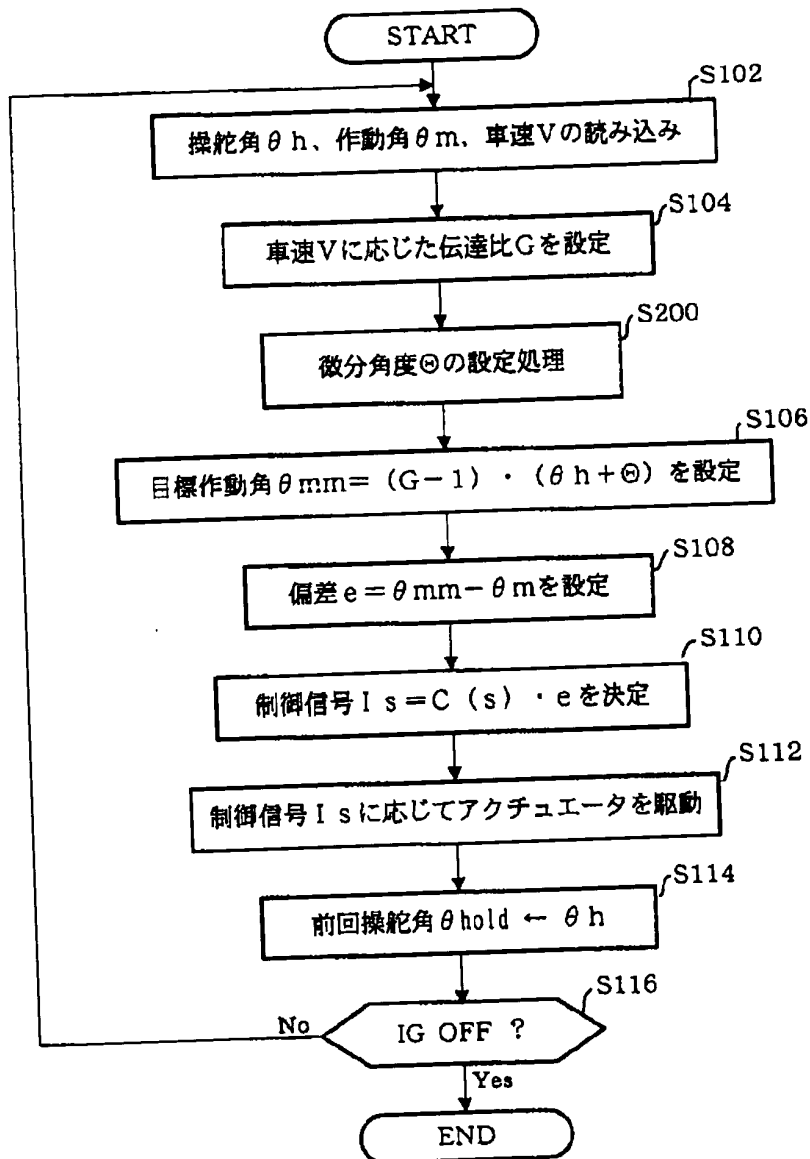 START
S102
操舵角θh、作動角θm、車速Vの読み込み
S104
車速Vに応じた伝達比Gを設定
S200
微分角度Θの設定処理
S106
目標作動角θmm=(G-1)・(θh+Θ)を設定
S108
偏差e=θmm-θmを設定
S110
制御信号Is=C(s)・eを決定
S112
制御信号Isに応じてアクチュエータを駆動
S114
前回操舵角θhold ← θh
S116
No
IG OFF ?
Yes
END